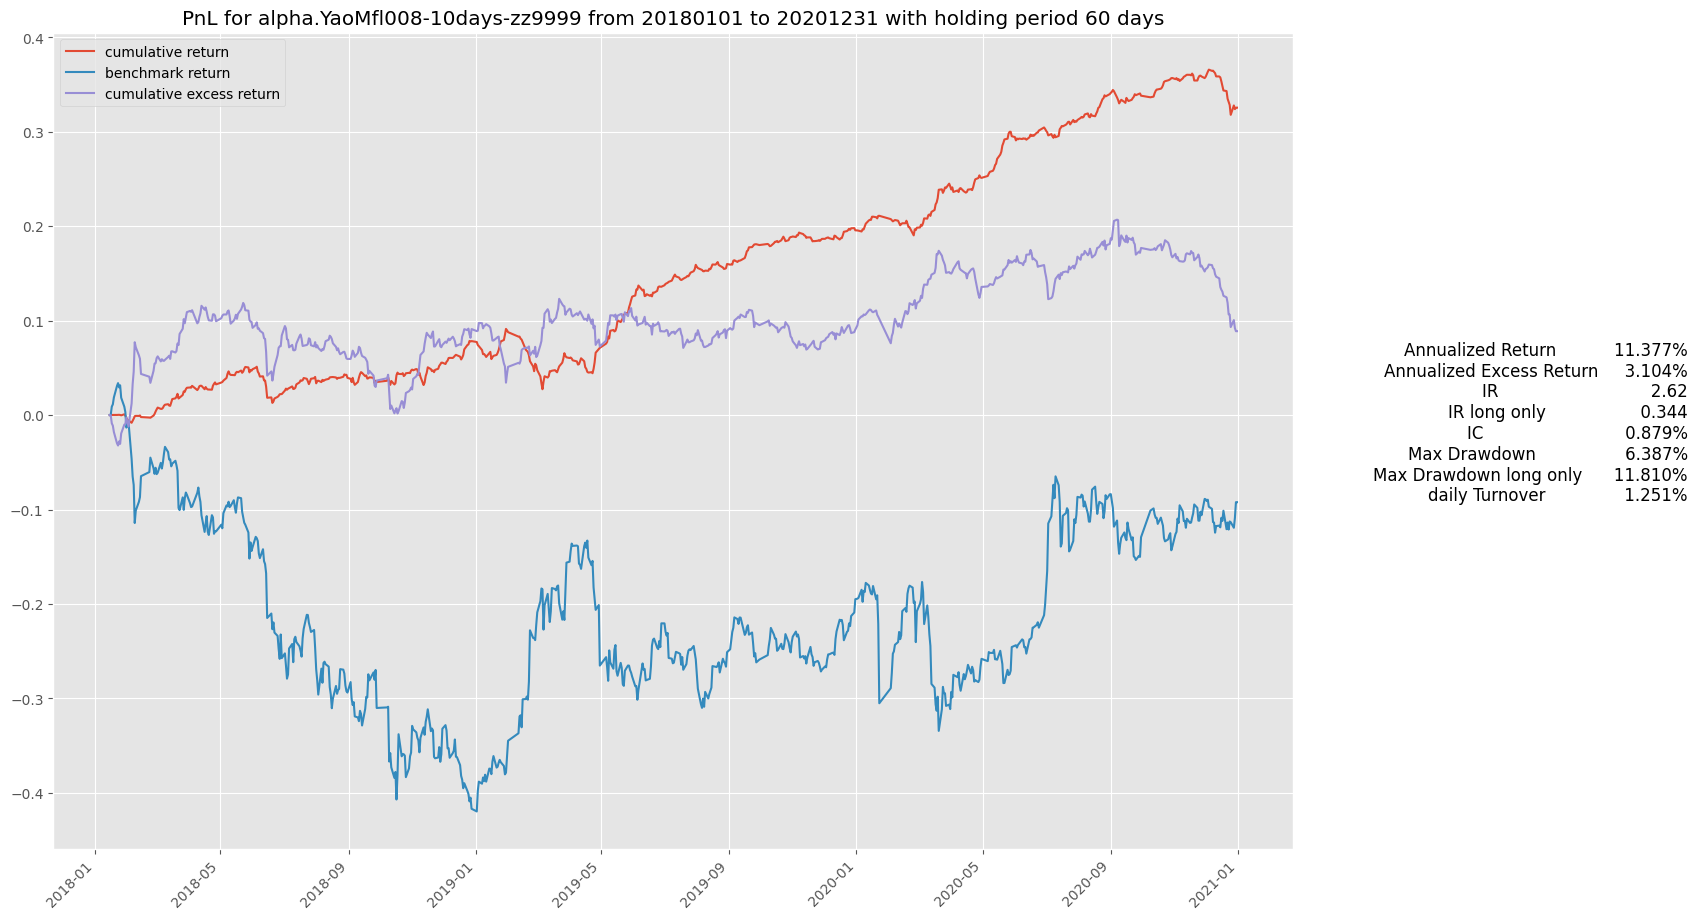 PnL for alpha.YaoMfl008-10days-zz9999 from 20180101 to 20201231 with holding period 60 days
cumulative return
benchmark return
cumulative excess return
0.4
0.3
0.2
0.1
0.0
−0.1
−0.2
−0.3
−0.4
2018-01
2018-05
2018-09
2019-01
2019-05
2019-09
2020-01
2020-05
2020-09
2021-01
Annualized Return 11.377%
Annualized Excess Return 3.104%
IR 2.62
IR long only 0.344
IC 0.879%
Max Drawdown 6.387%
Max Drawdown long only 11.810%
daily Turnover 1.251%